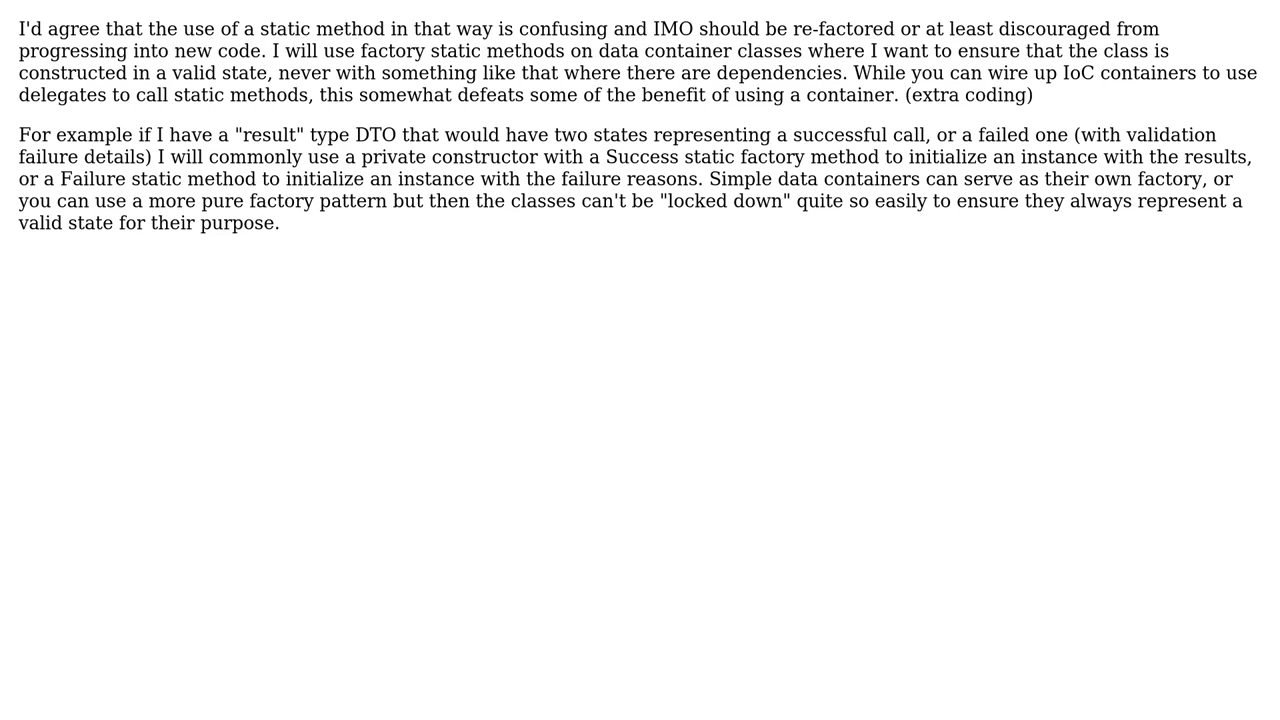 I'd agree that the use of a static method in that way is confusing and IMO should be re-factored or at least discouraged from
progressing into new code. I will use factory static methods on data container classes where I want to ensure that the class is
constructed in a valid state, never with something like that where there are dependencies. While you can wire up IoC containers to use
delegates to call static methods, this somewhat defeats some of the benefit of using a container. (extra coding)
For example if I have a "result" type DTO that would have two states representing a successful call, or a failed one (with validation
failure details) I will commonly use a private constructor with a Success static factory method to initialize an instance with the results,
or a Failure static method to initialize an instance with the failure reasons. Simple data containers can serve as their own factory, or
you can use a more pure factory pattern but then the classes can't be "locked down" quite so easily to ensure they always represent a
valid state for their purpose.